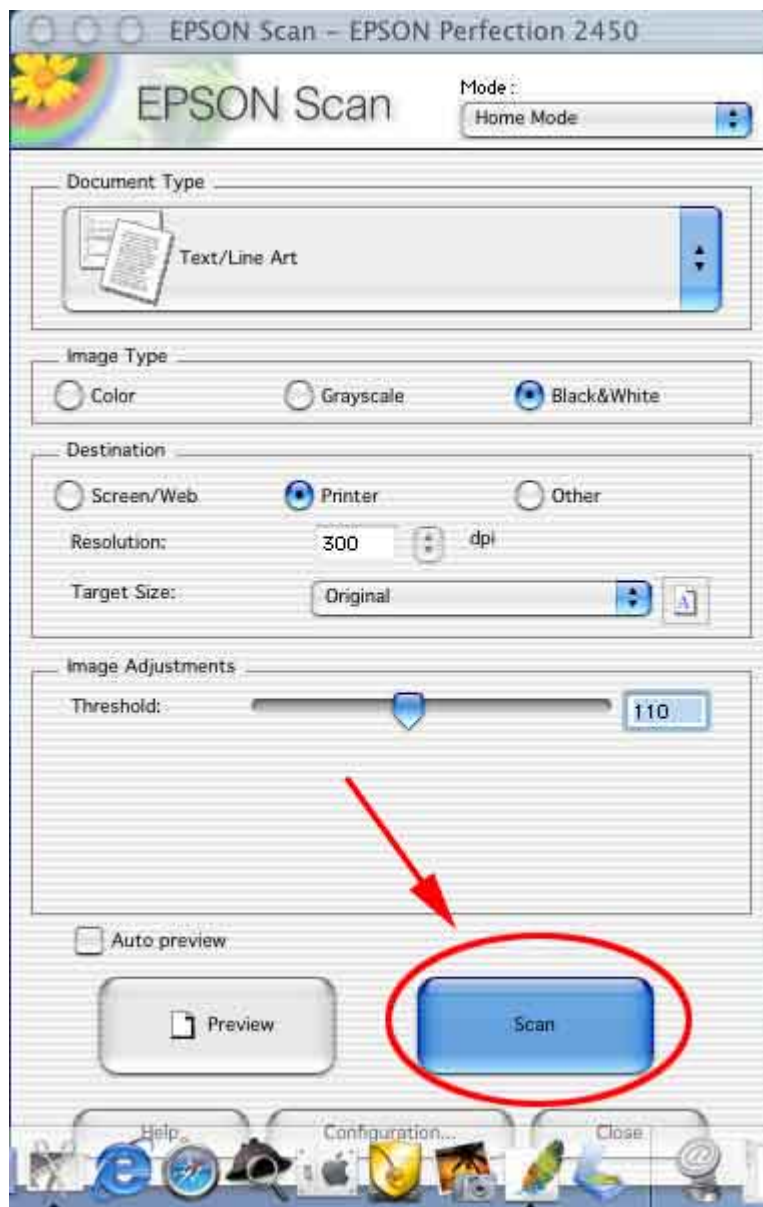 EPSON Scan – EPSON Perfection 2450
EPSON Scan
Mode :
Home Mode
Document Type
Text/Line Art
Image Type
Color Grayscale Black&White
Destination
Screen/Web Printer Other
Resolution: 300 dpi
Target Size: Original
A
Image Adjustments
Threshold: 110
Auto preview
Preview Scan
Help Configuration... Close